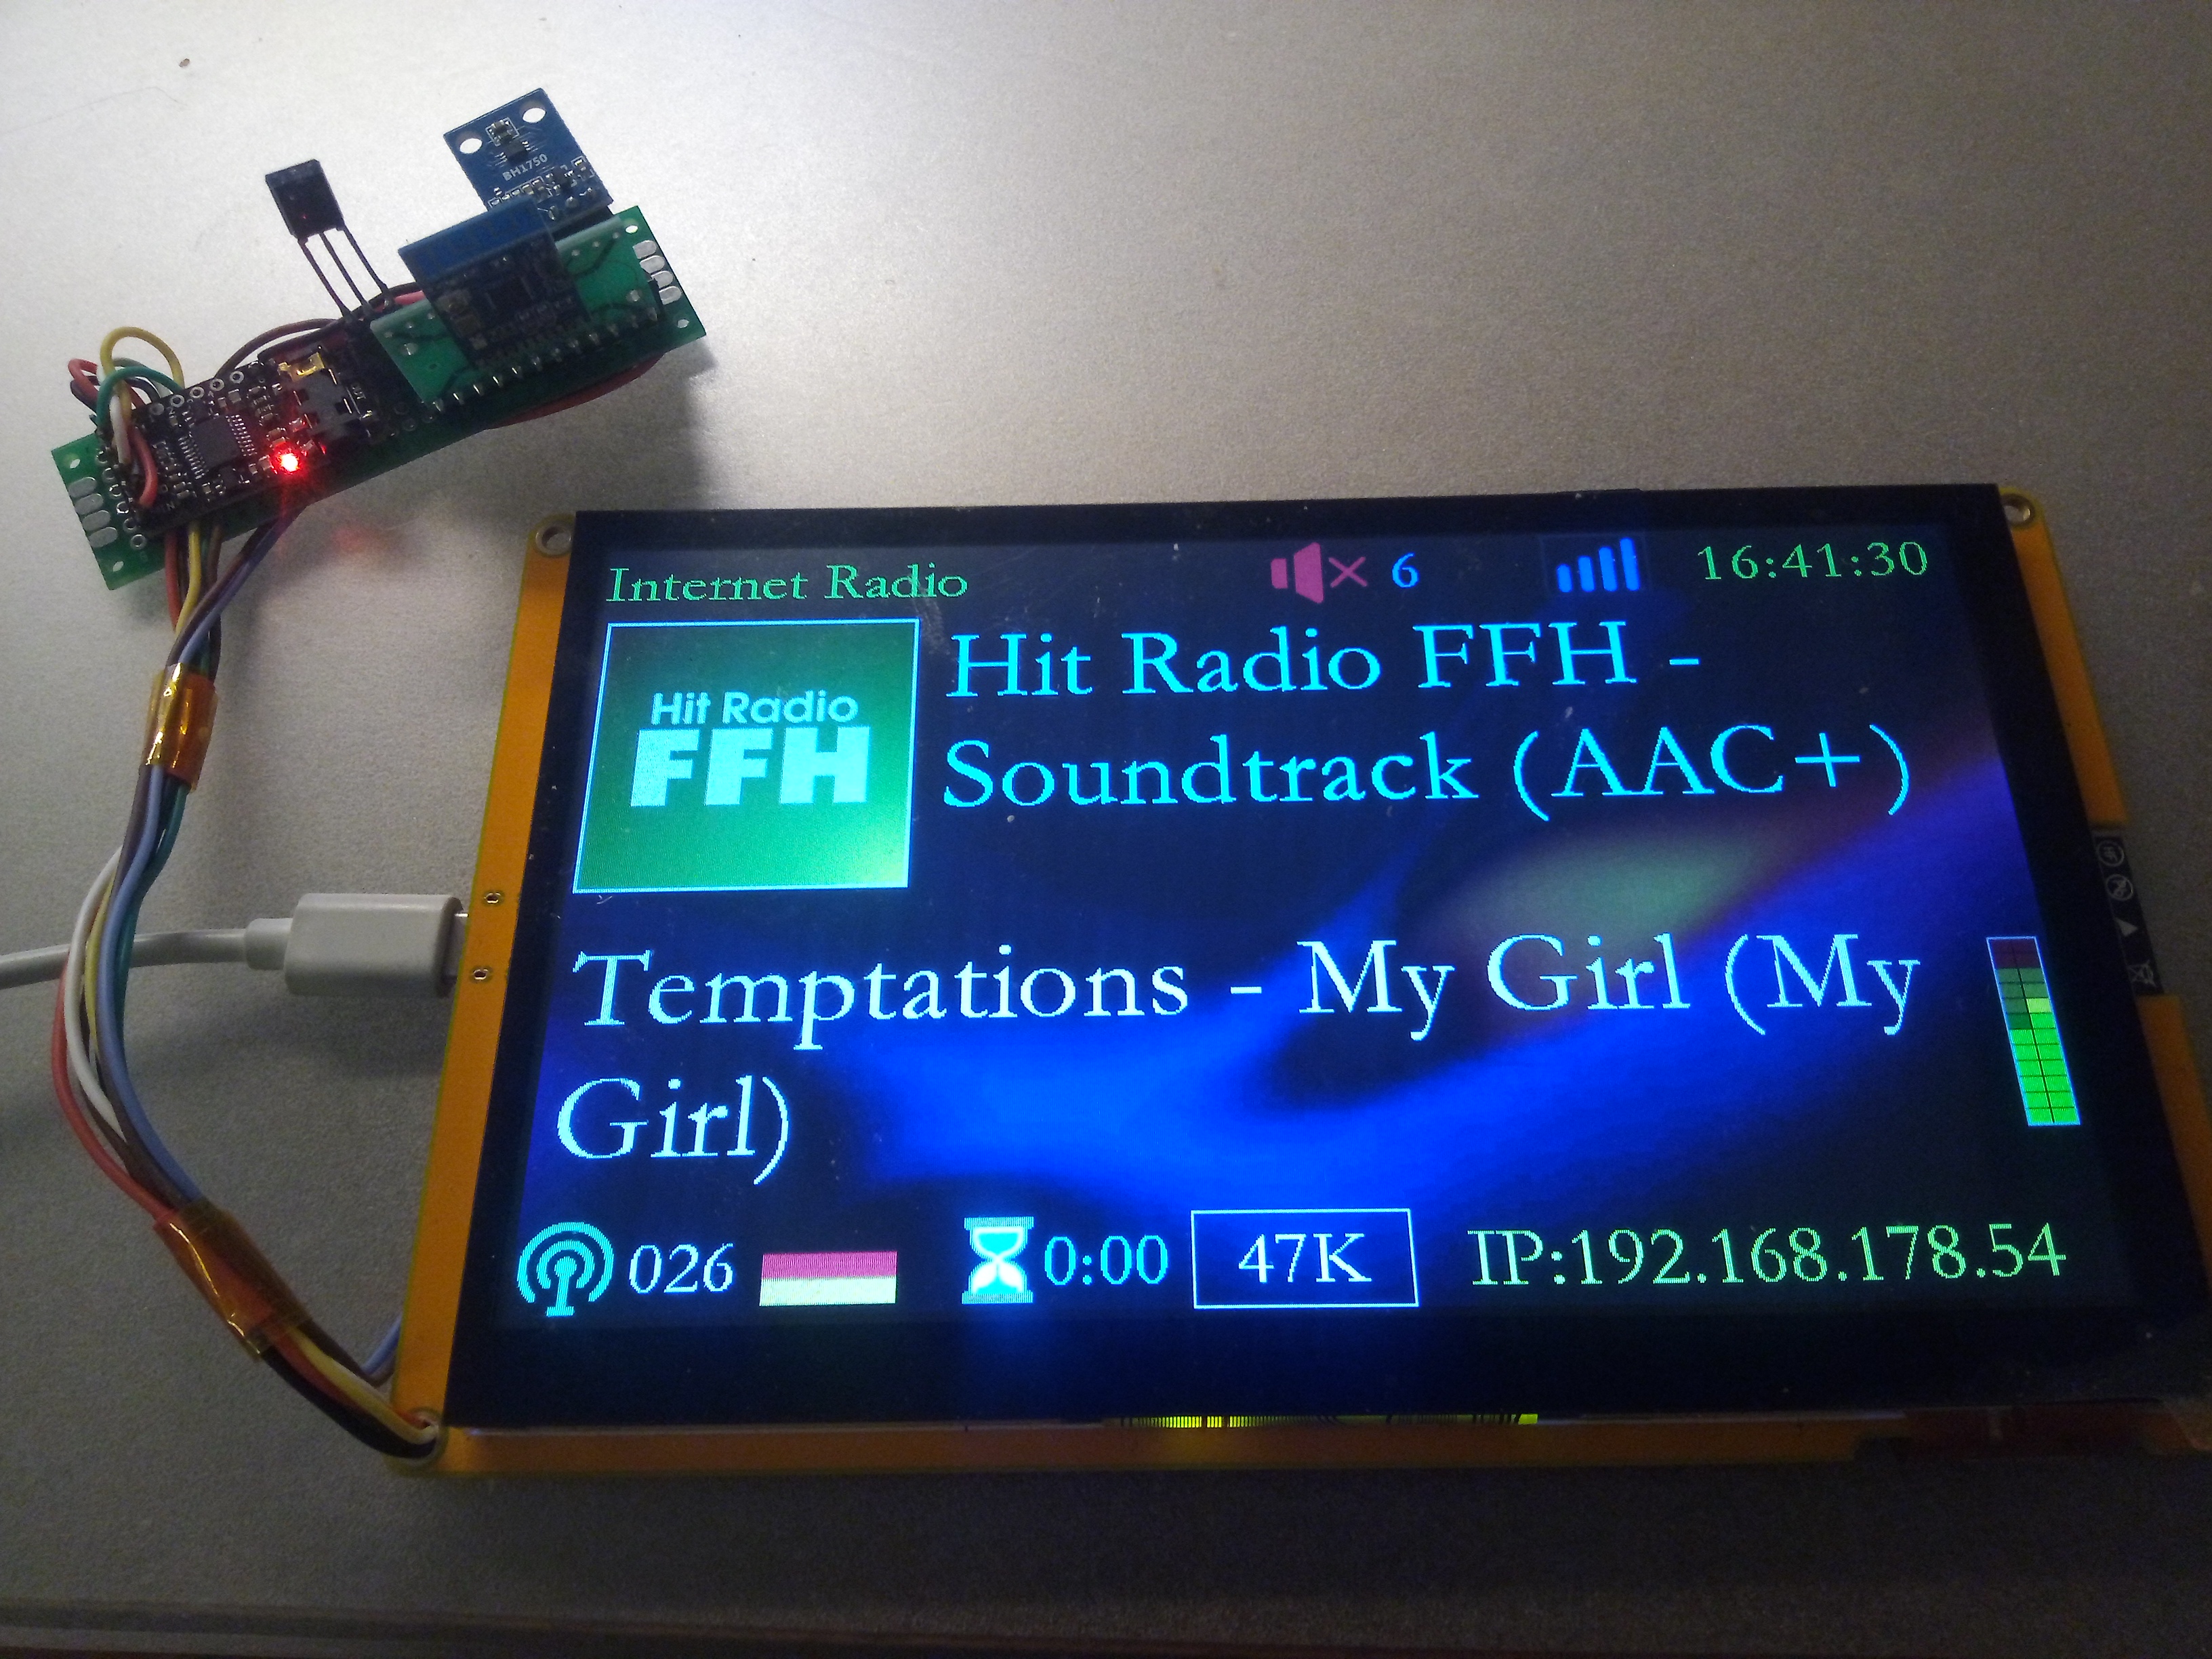 BH1750
Internet Radio
6
16:41:30
Hit Radio
FFH
Hit Radio FFH -
Soundtrack (AAC+)
Temptations - My Girl (My
Girl)
026
0:00
47K
IP:192.168.178.54